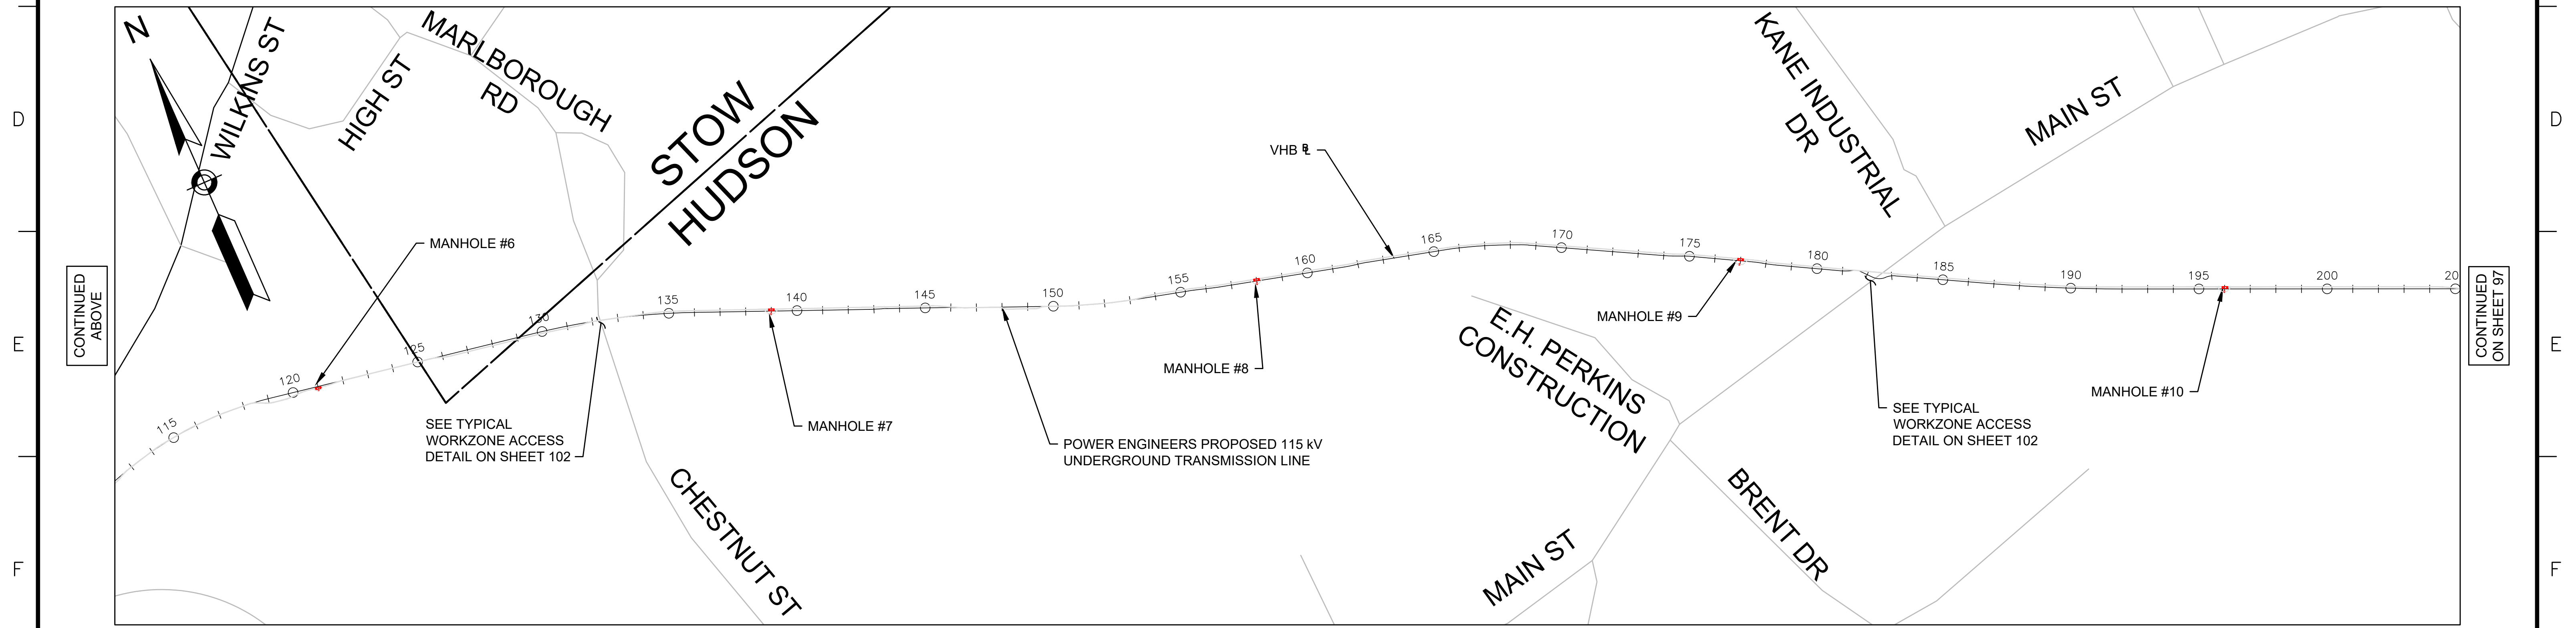 N
WILKINS ST
HIGH ST
MARLBOROUGH
RD
STOW
HUDSON
KANE INDUSTRIAL
DR
MAIN ST
D
D
VHB
MANHOLE #6
CONTINUED
ABOVE
115
120
125
130
135
140
145
150
155
160
165
170
175
180
185
190
195
200
20
CONTINUED
ON SHEET 97
MANHOLE #9
E
E
E.H. PERKINS
CONSTRUCTION
MANHOLE #8
MANHOLE #10
SEE TYPICAL
WORKZONE ACCESS
DETAIL ON SHEET 102
MANHOLE #7
POWER ENGINEERS PROPOSED 115 kV
UNDERGROUND TRANSMISSION LINE
SEE TYPICAL
WORKZONE ACCESS
DETAIL ON SHEET 102
CHESTNUT ST
MAIN ST
BRENT DR
F
F